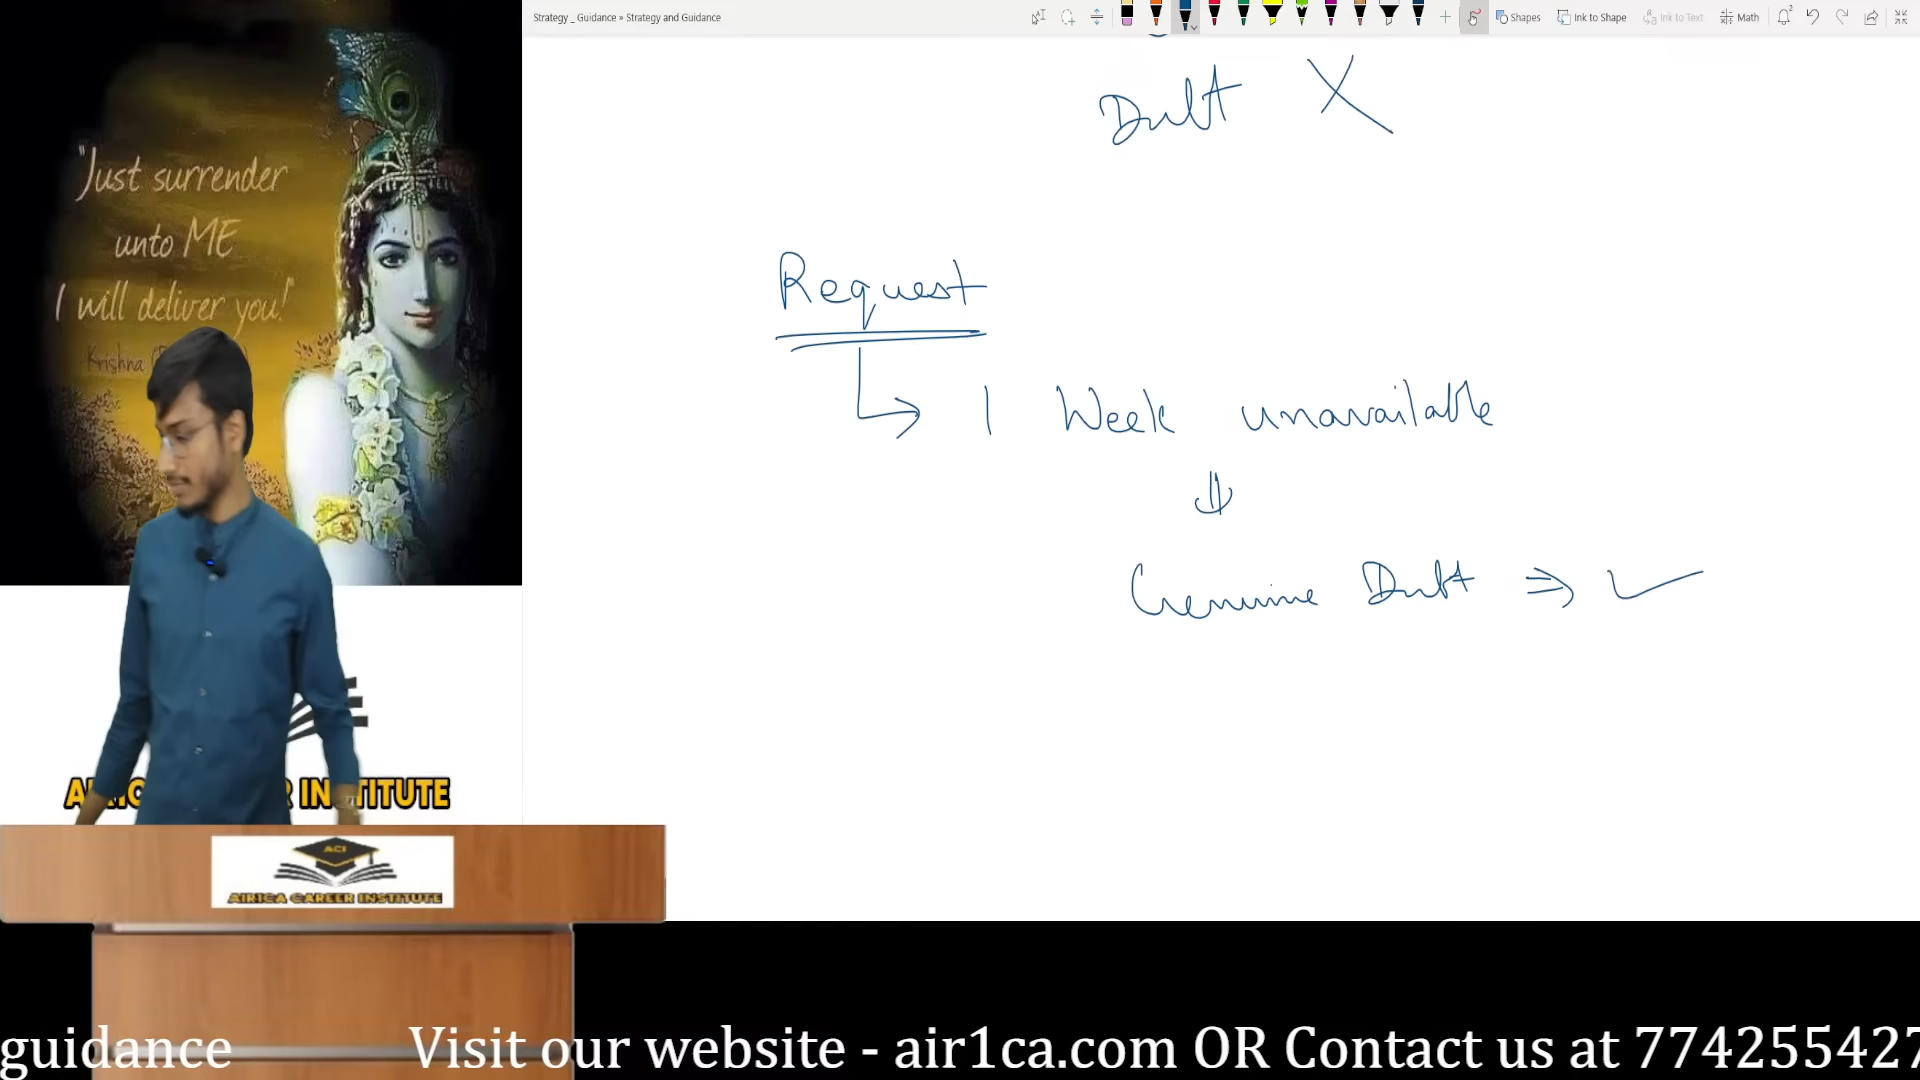 Strategy _ Guidance » Strategy and Guidance
Shapes
Ink to Shape
Ink to Text
Math
Dubt X
"Just surrender
unto ME
I will deliver you!"
Krishna
Request
1 Week unavailable
Genuine Dubt ⇒ ✓
INSTITUTE
ACI
AIR1CA CAREER INSTITUTE
guidance Visit our website - air1ca.com OR Contact us at 774255427